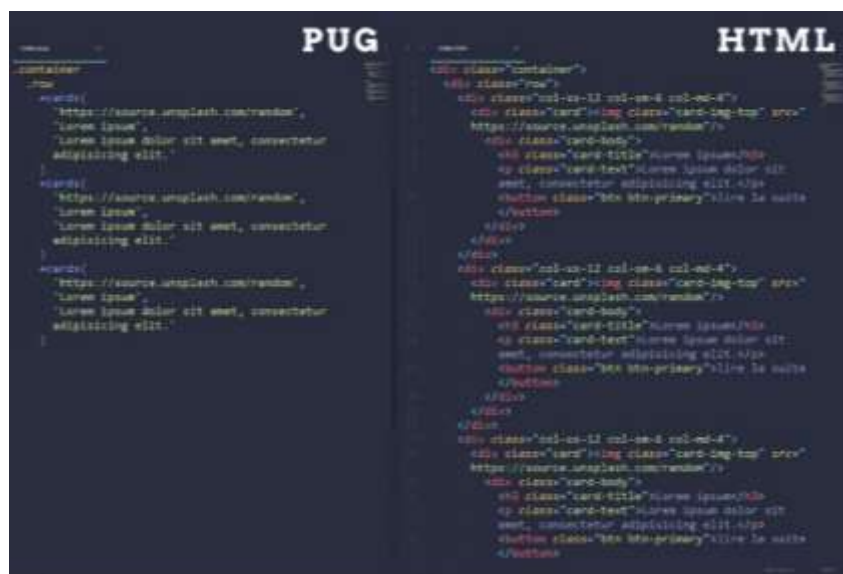 PUG
.container
.row
+cards(
'https://source.unsplash.com/random',
'Lorem ipsum',
'Lorem ipsum dolor sit amet, consectetur
adipisicing elit.'
)
+cards(
'https://source.unsplash.com/random',
'Lorem ipsum',
'Lorem ipsum dolor sit amet, consectetur
adipisicing elit.'
)
+cards(
'https://source.unsplash.com/random',
'Lorem ipsum',
'Lorem ipsum dolor sit amet, consectetur
adipisicing elit.'
)
HTML
<div class="container">
<div class="row">
<div class="col-xs-12 col-sm-6 col-md-4">
<div class="card"><img class="card-img-top" src="
https://source.unsplash.com/random"/>
<div class="card-body">
<h3 class="card-title">Lorem ipsum</h3>
<p class="card-text">Lorem ipsum dolor sit
amet, consectetur adipisicing elit.</p>
<button class="btn btn-primary">lire la suite
</button>
</div>
</div>
</div>
<div class="col-xs-12 col-sm-6 col-md-4">
<div class="card"><img class="card-img-top" src="
https://source.unsplash.com/random"/>
<div class="card-body">
<h3 class="card-title">Lorem ipsum</h3>
<p class="card-text">Lorem ipsum dolor sit
amet, consectetur adipisicing elit.</p>
<button class="btn btn-primary">lire la suite
</button>
</div>
</div>
</div>
<div class="col-xs-12 col-sm-6 col-md-4">
<div class="card"><img class="card-img-top" src="
https://source.unsplash.com/random"/>
<div class="card-body">
<h3 class="card-title">Lorem ipsum</h3>
<p class="card-text">Lorem ipsum dolor sit
amet, consectetur adipisicing elit.</p>
<button class="btn btn-primary">lire la suite
</button>